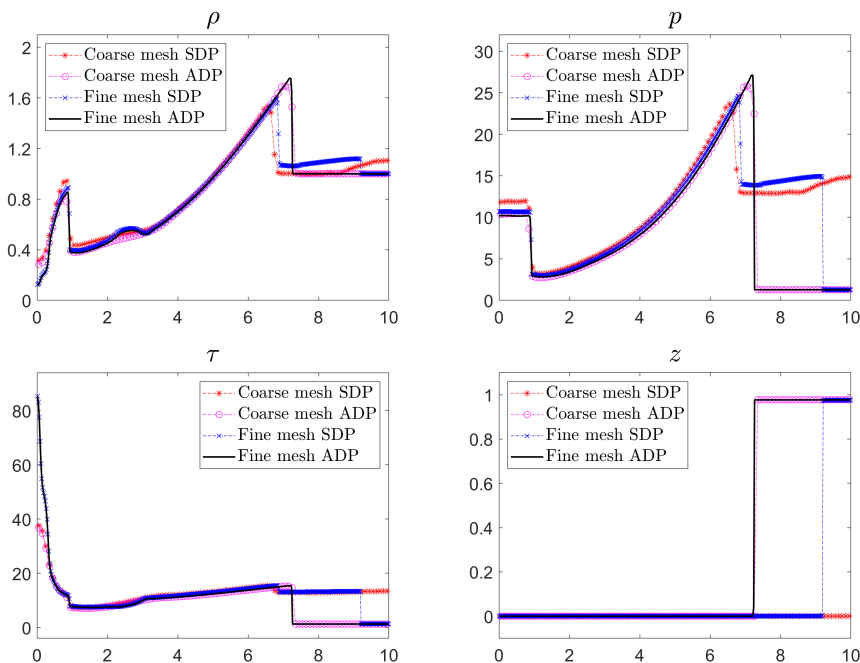 ρ
2
1.6
1.2
0.8
0.4
0
0 2 4 6 8 10
Coarse mesh SDP
Coarse mesh ADP
Fine mesh SDP
Fine mesh ADP
p
30
25
20
15
10
5
0
0 2 4 6 8 10
Coarse mesh SDP
Coarse mesh ADP
Fine mesh SDP
Fine mesh ADP
τ
80
60
40
20
0
0 2 4 6 8 10
Coarse mesh SDP
Coarse mesh ADP
Fine mesh SDP
Fine mesh ADP
z
1
0.8
0.6
0.4
0.2
0
0 2 4 6 8 10
Coarse mesh SDP
Coarse mesh ADP
Fine mesh SDP
Fine mesh ADP